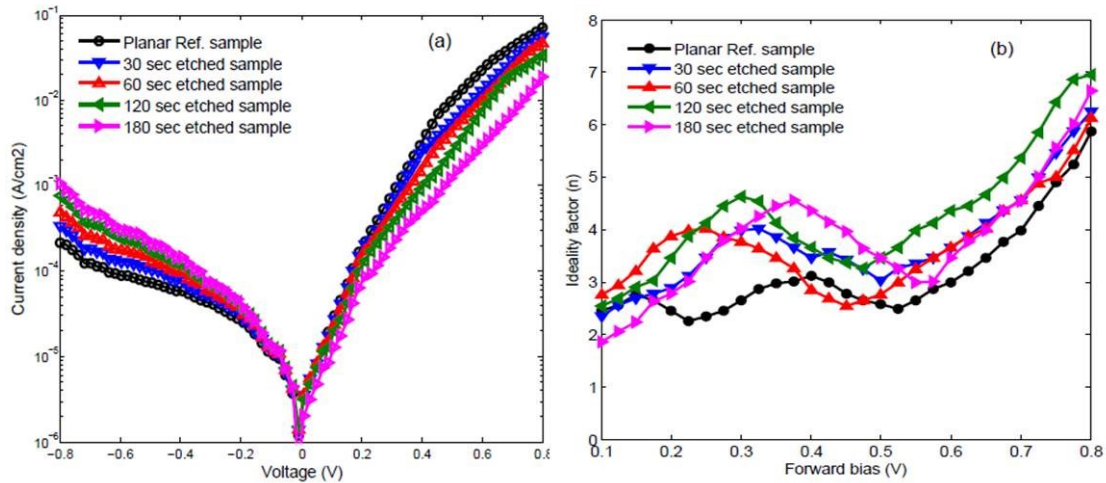 (a)
Planar Ref. sample
30 sec etched sample
60 sec etched sample
120 sec etched sample
180 sec etched sample
Current density (A/cm2)
10⁻¹
10⁻²
10⁻³
10⁻⁴
10⁻⁵
10⁻⁶
−0.8 −0.6 −0.4 −0.2 0 0.2 0.4 0.6 0.8
Voltage (V)
(b)
Planar Ref. sample
30 sec etched sample
60 sec etched sample
120 sec etched sample
180 sec etched sample
Ideality factor (n)
8
7
6
5
4
3
2
1
0
0.1 0.2 0.3 0.4 0.5 0.6 0.7 0.8
Forward bias (V)